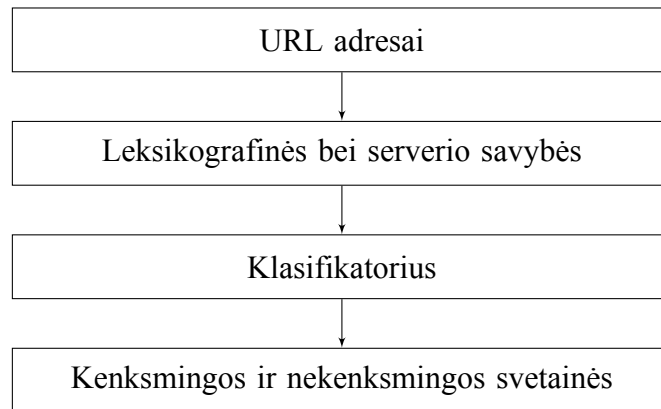 URL adresai
Leksikografinės bei serverio savybės
Klasifikatorius
Kenksmingos ir nekenksmingos svetainės